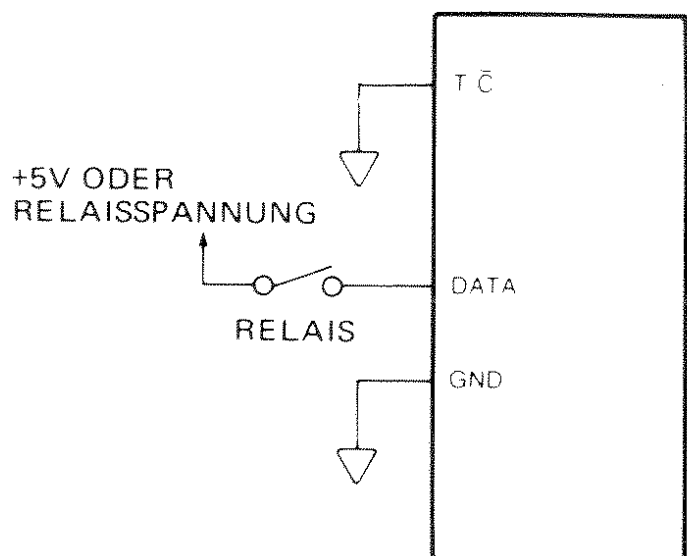 T C̄
+5V ODER
RELAISSPANNUNG
DATA
RELAIS
GND